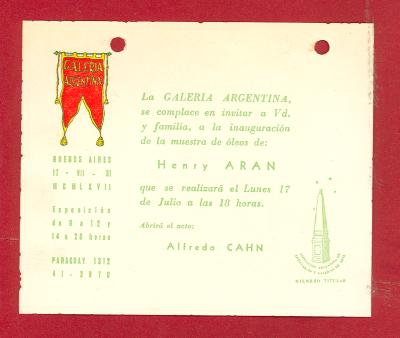 GALERIA
ARGENTINA
BUENOS AIRES
17 - VII - 31
MCMLXVII
Exposición
de 9 a 12 y
14 a 20 horas
PARAGUAY 1312
41 - 3870
La GALERIA ARGENTINA,
se complace en invitar a Vd.
y familia, a la inauguración
de la muestra de óleos de:
Henry ARAN
que se realizará el Lunes 17
de Julio a las 18 horas.
Abrirá el acto:
Alfredo CAHN
MIEMBRO TITULAR